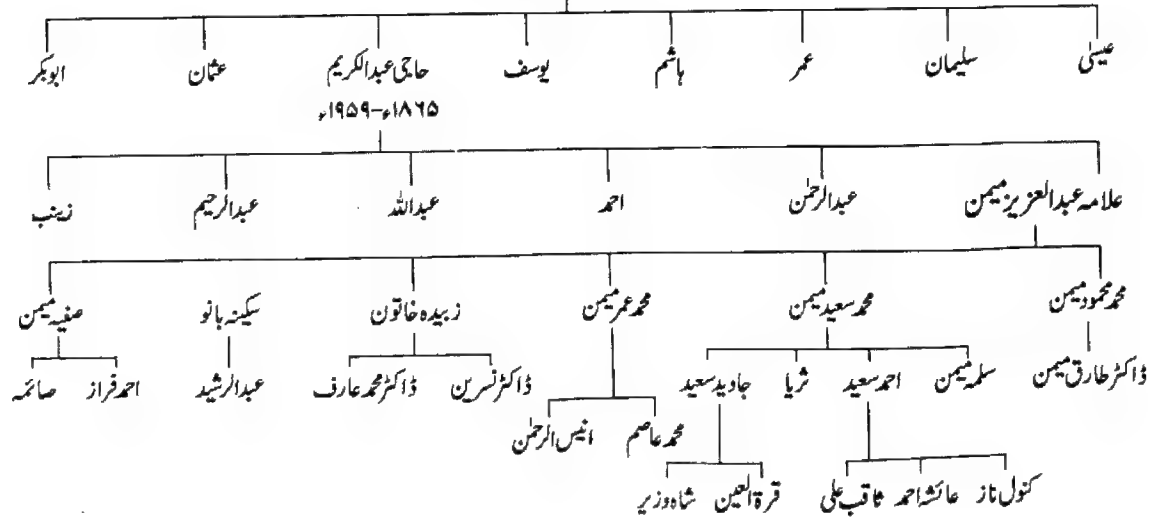 عیسیٰ سلیمان عمر ہاشم یوسف حاجی عبدالکریم عثمان ابوبکر
۱۸۶۵ء-۱۹۵۹ء
علامہ عبدالعزیز میمن عبدالرحمٰن احمد عبداللہ عبدالرحیم زینب
محمد محمود میمن محمد سعید میمن محمد عمر میمن زبیدہ خاتون سکینہ بانو صفیہ میمن
ڈاکٹر طارق میمن سلمہ میمن احمد سعید ثریا جاوید سعید ڈاکٹر نسرین ڈاکٹر محمد عارف عبدالرشید احمد فراز صائمہ
محمد عاصم انیس الرحمٰن
کنول ناز عائشہ احمد ثاقب علی قرۃ العین شاہ وزیر